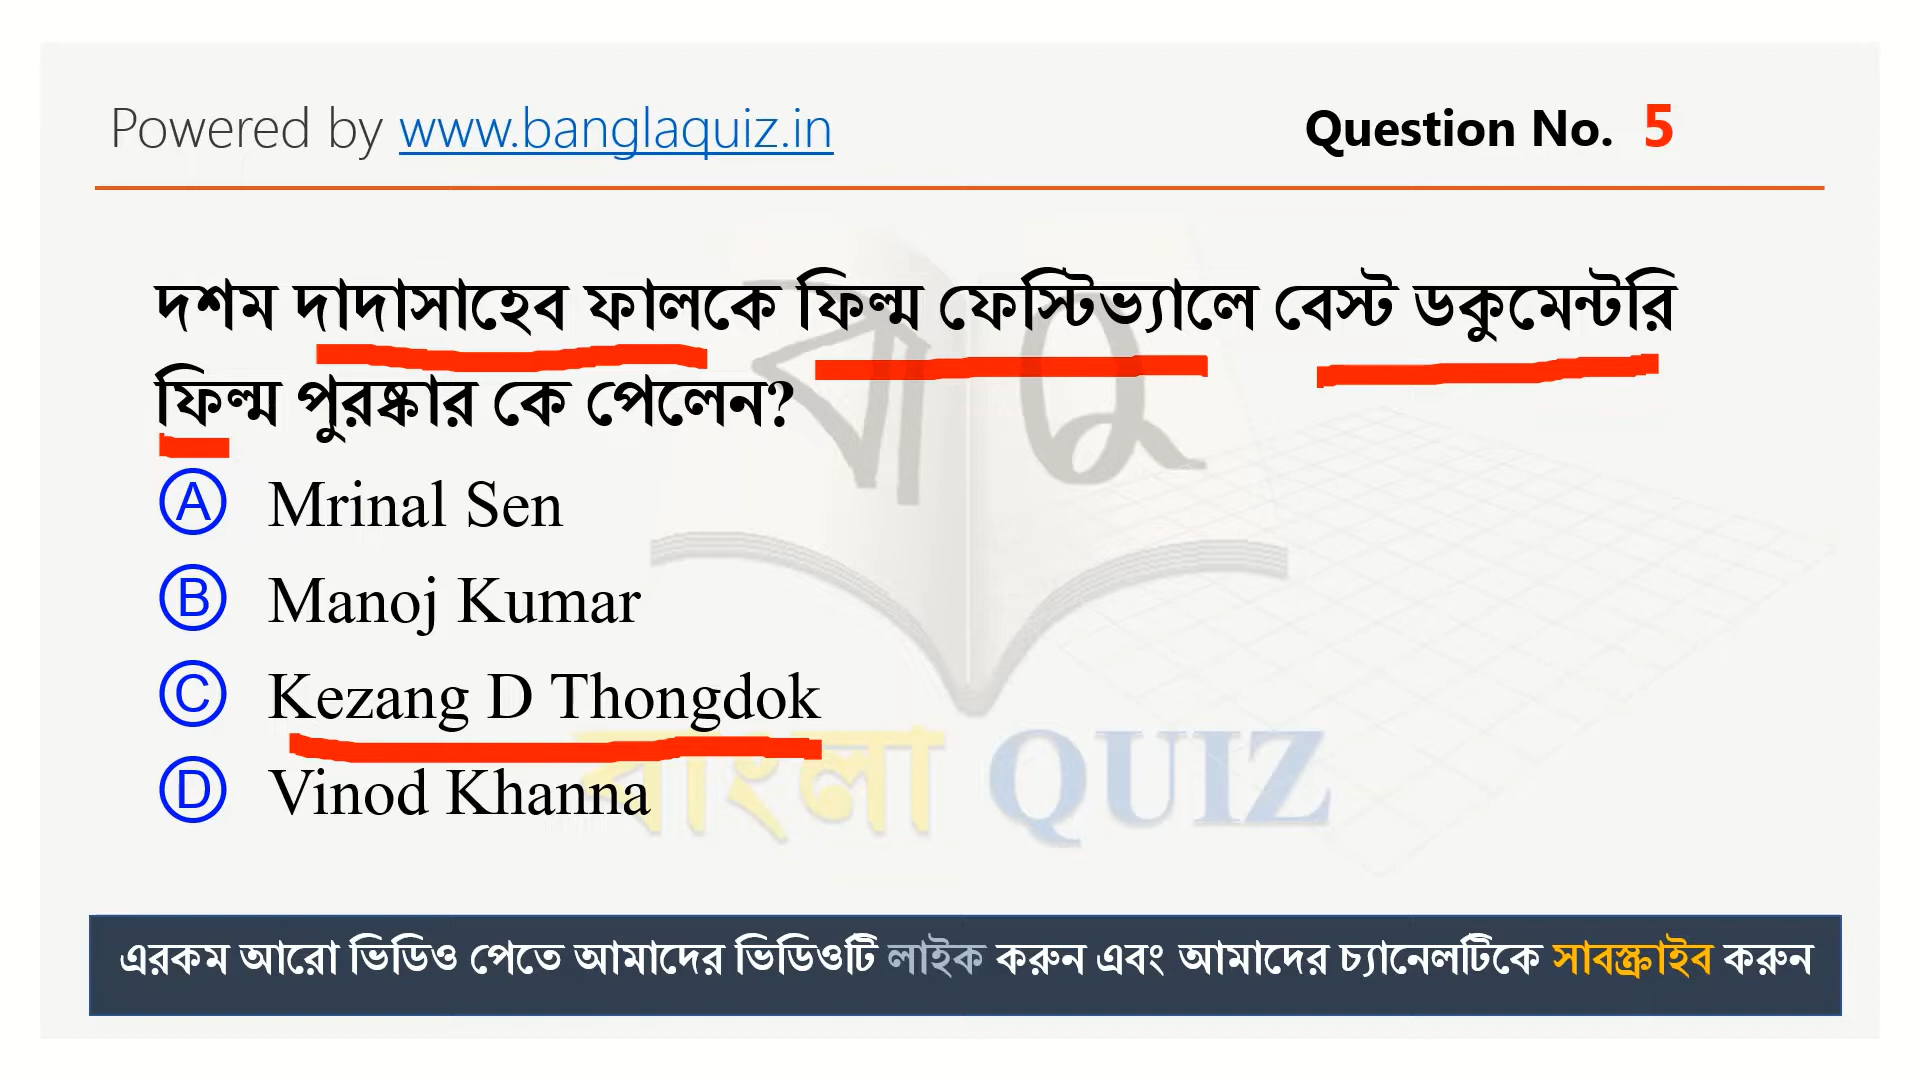 Powered by www.banglaquiz.in
Question No. 5
দশম দাদাসাহেব ফালকে ফিল্ম ফেস্টিভ্যালে বেস্ট ডকুমেন্টরি
ফিল্ম পুরষ্কার কে পেলেন?
A Mrinal Sen
B Manoj Kumar
C Kezang D Thongdok
D Vinod Khanna
বা Q
বাংলা QUIZ
এরকম আরো ভিডিও পেতে আমাদের ভিডিওটি লাইক করুন এবং আমাদের চ্যানেলটিকে সাবস্ক্রাইব করুন